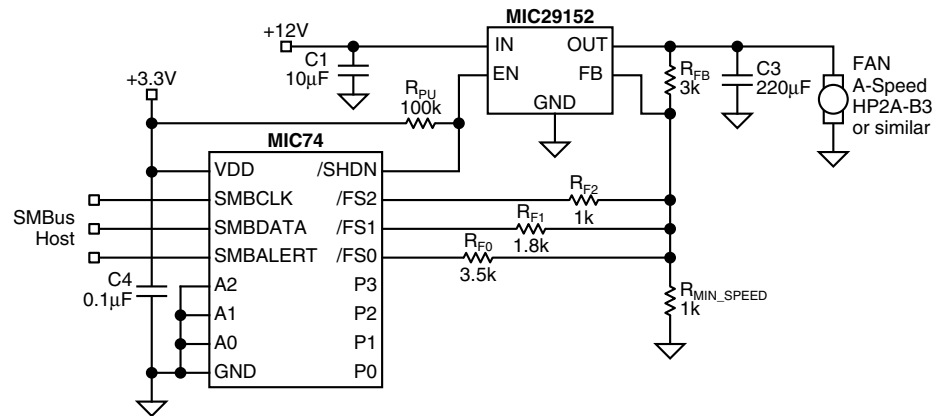 MIC29152
+12V
IN
OUT
EN
FB
GND
C1
10µF
R_FB
3k
C3
220µF
FAN
A-Speed
HP2A-B3
or similar
+3.3V
R_PU
100k
MIC74
VDD
/SHDN
SMBCLK
/FS2
SMBDATA
/FS1
SMBALERT
/FS0
A2
P3
A1
P2
A0
P1
GND
P0
SMBus
Host
R_F2
1k
R_F1
1.8k
R_F0
3.5k
C4
0.1µF
R_MIN_SPEED
1k